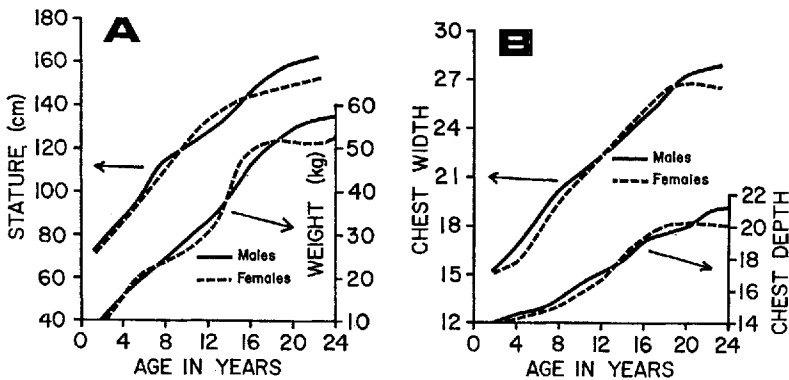 A
180
160
140
120
100
80
60
40
STATURE, (cm)
60
50
40
30
20
10
WEIGHT (kg)
Males
Females
0 4 8 12 16 20 24
AGE IN YEARS
B
30
27
24
21
18
15
12
CHEST WIDTH
Males
Females
22
20
18
16
14
CHEST DEPTH
0 4 8 12 16 20 24
AGE IN YEARS